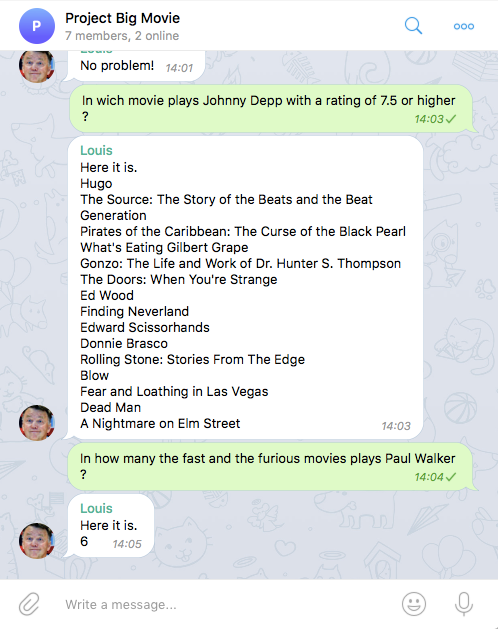 P
Project Big Movie
7 members, 2 online
Louis
No problem! 14:01
In wich movie plays Johnny Depp with a rating of 7.5 or higher
?
14:03
Louis
Here it is.
Hugo
The Source: The Story of the Beats and the Beat
Generation
Pirates of the Caribbean: The Curse of the Black Pearl
What's Eating Gilbert Grape
Gonzo: The Life and Work of Dr. Hunter S. Thompson
The Doors: When You're Strange
Ed Wood
Finding Neverland
Edward Scissorhands
Donnie Brasco
Rolling Stone: Stories From The Edge
Blow
Fear and Loathing in Las Vegas
Dead Man
A Nightmare on Elm Street
14:03
In how many the fast and the furious movies plays Paul Walker
?
14:04
Louis
Here it is.
6 14:05
Write a message...